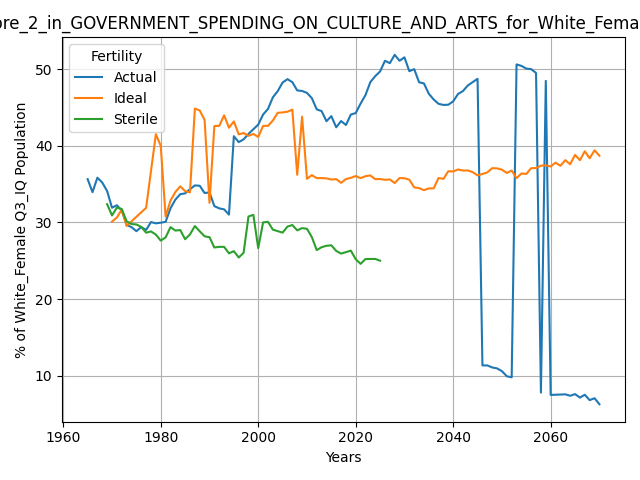 ore_2_in_GOVERNMENT_SPENDING_ON_CULTURE_AND_ARTS_for_White_Fema
Fertility
Actual
Ideal
Sterile
% of White_Female Q3_IQ Population
50
40
30
20
10
1960 1980 2000 2020 2040 2060
Years